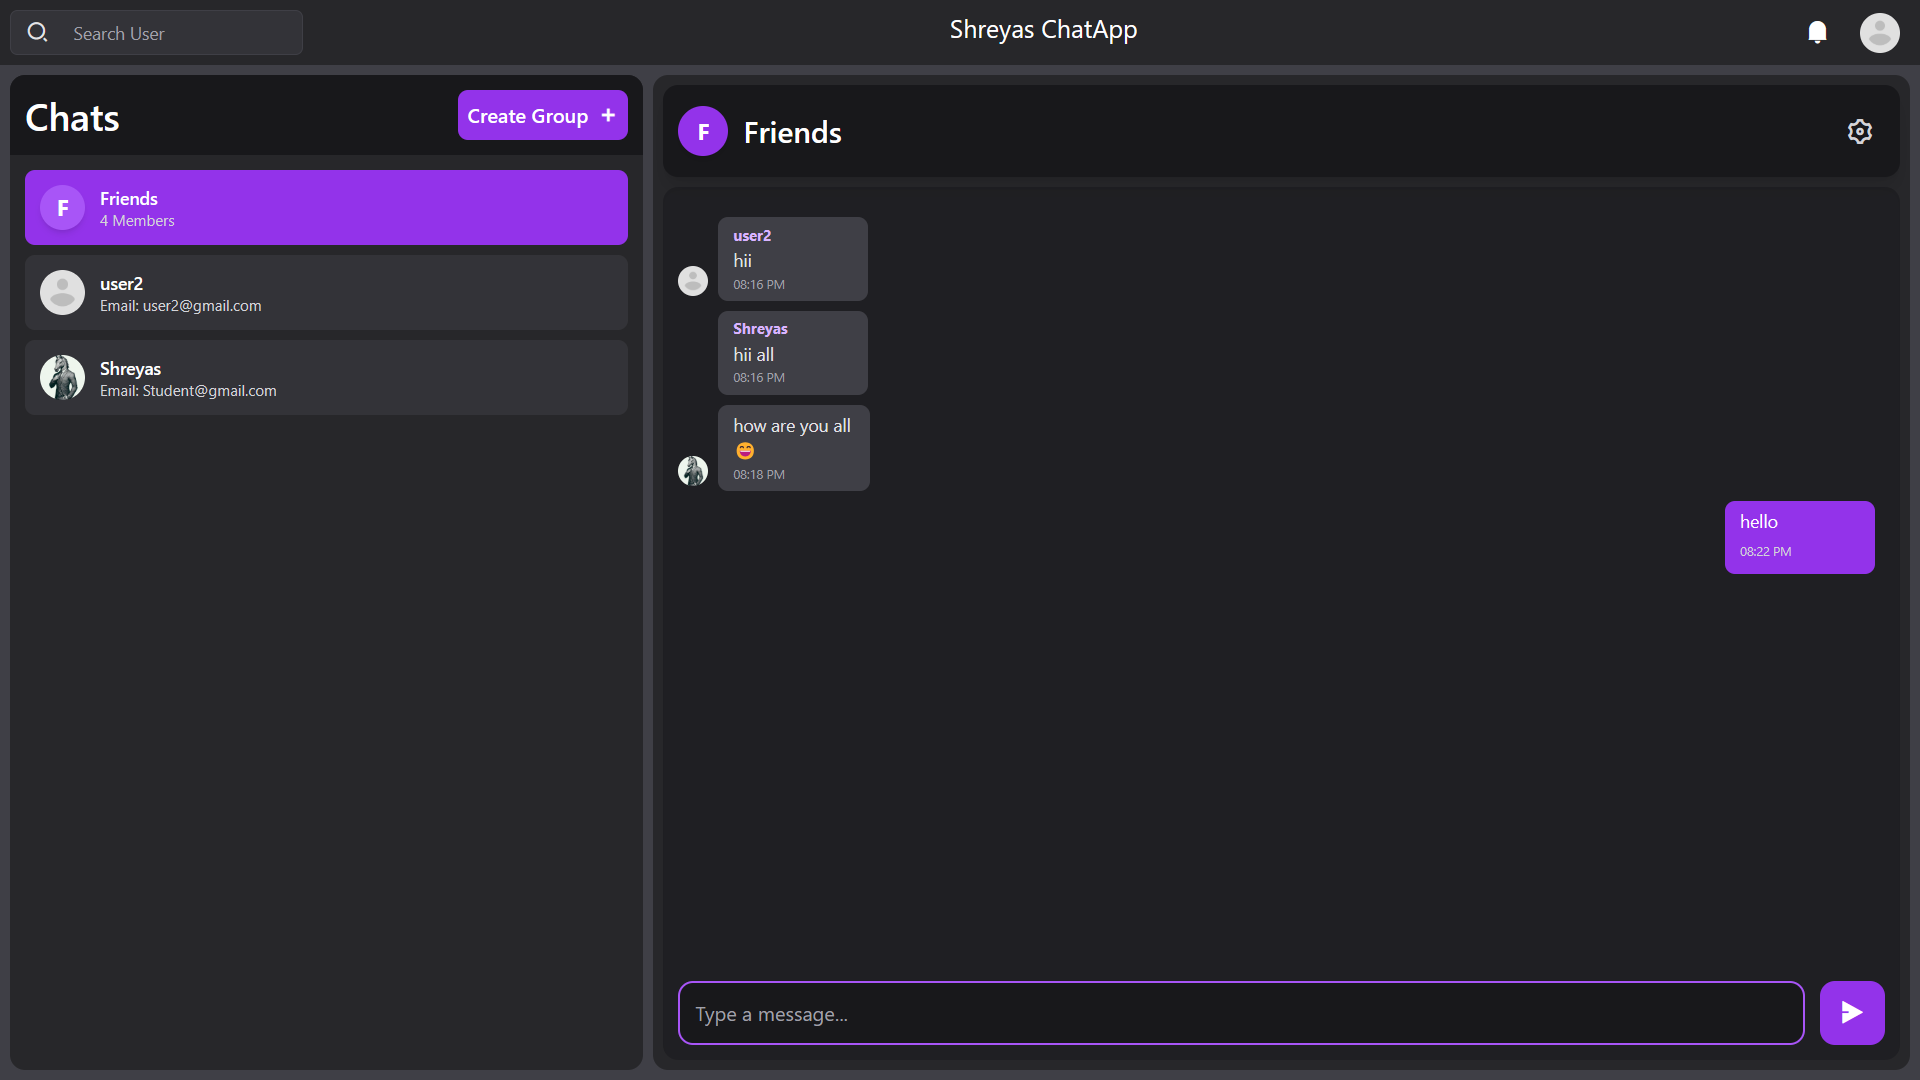 Search User
Shreyas ChatApp
Chats
Create Group +
F
Friends
4 Members
user2
Email: user2@gmail.com
Shreyas
Email: Student@gmail.com
F
Friends
user2
hii
08:16 PM
Shreyas
hii all
08:16 PM
how are you all
😄
08:18 PM
hello
08:22 PM
Type a message...